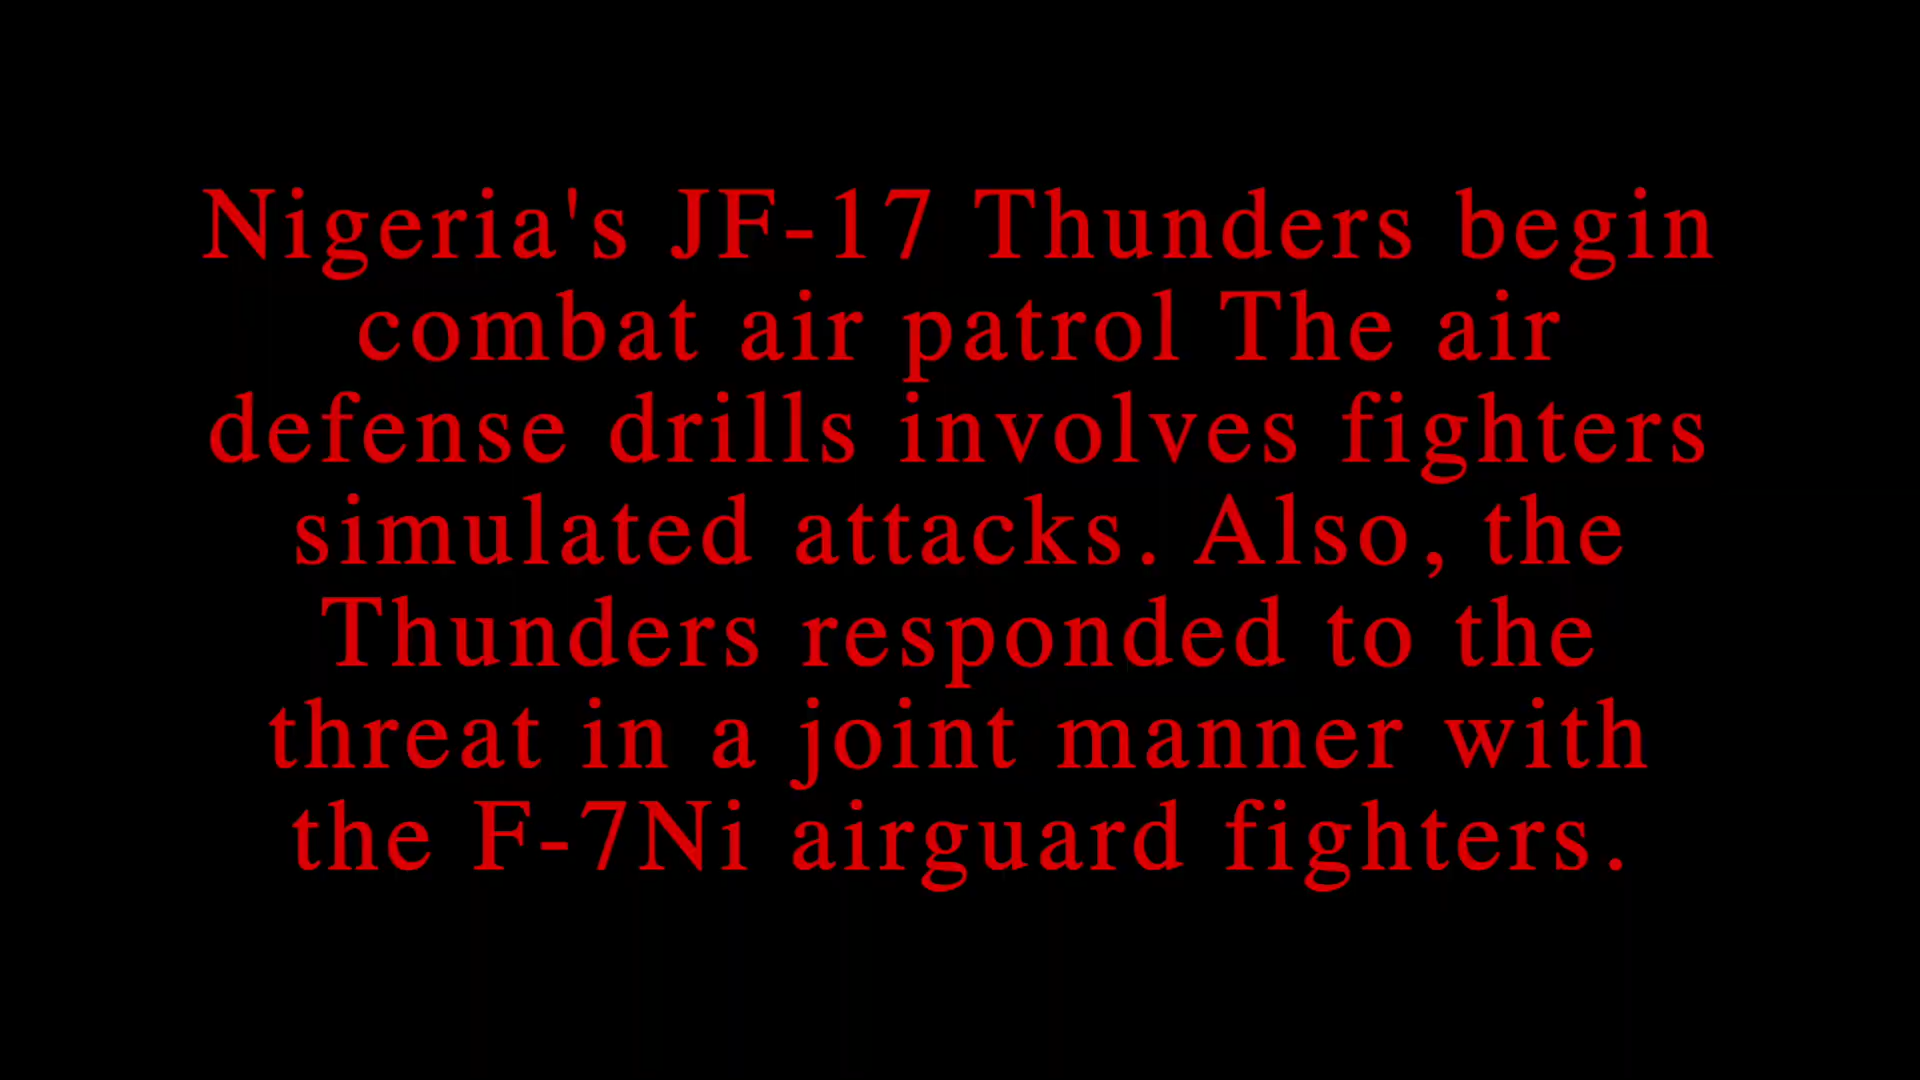 Nigeria's JF-17 Thunders begin
combat air patrol The air
defense drills involves fighters
simulated attacks. Also, the
Thunders responded to the
threat in a joint manner with
the F-7Ni airguard fighters.